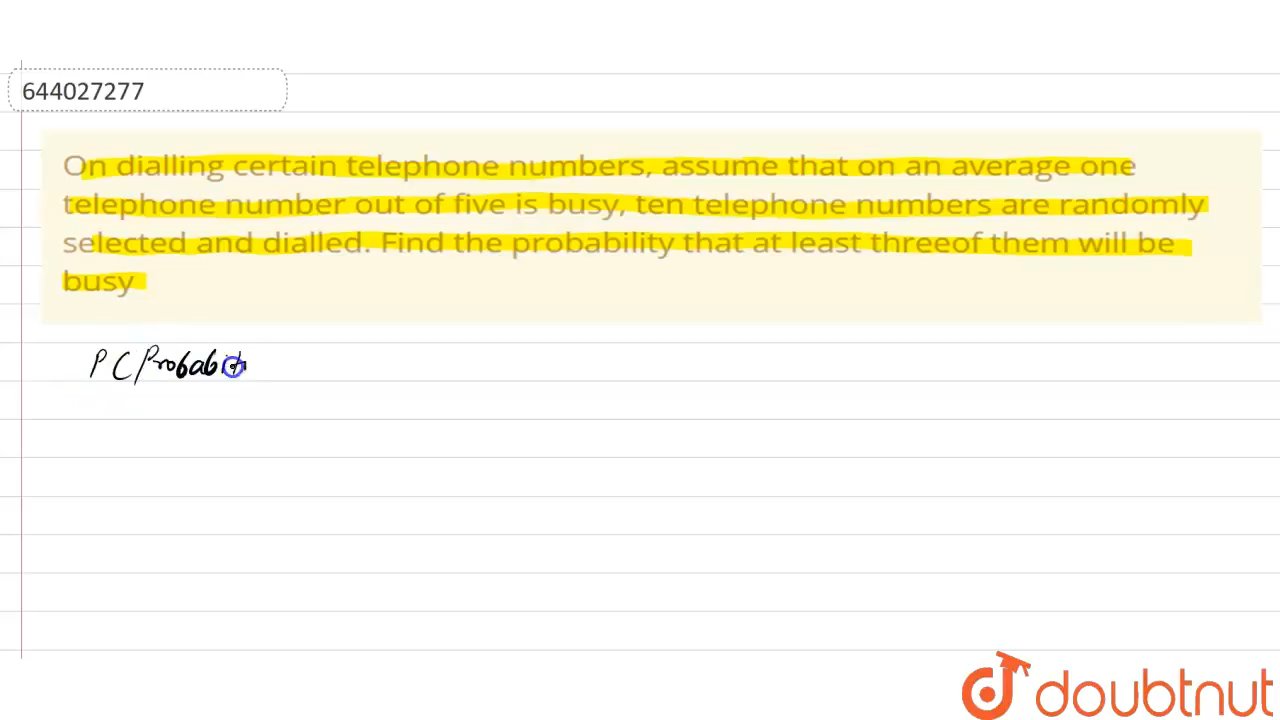 644027277
On dialling certain telephone numbers, assume that on an average one
telephone number out of five is busy, ten telephone numbers are randomly
selected and dialled. Find the probability that at least threeof them will be
busy
P (Probabi
doubtnut